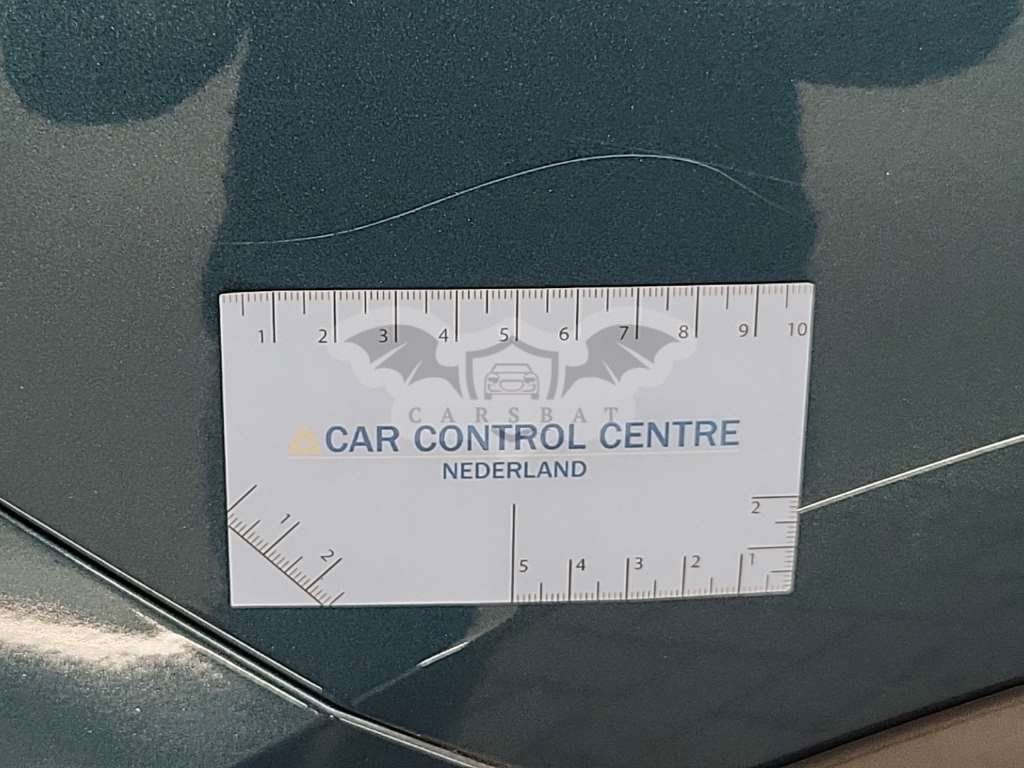 1 2 3 4 5 6 7 8 9 10
CARSBAT
CAR CONTROL CENTRE
NEDERLAND
1 2
5 4 3 2 1
2